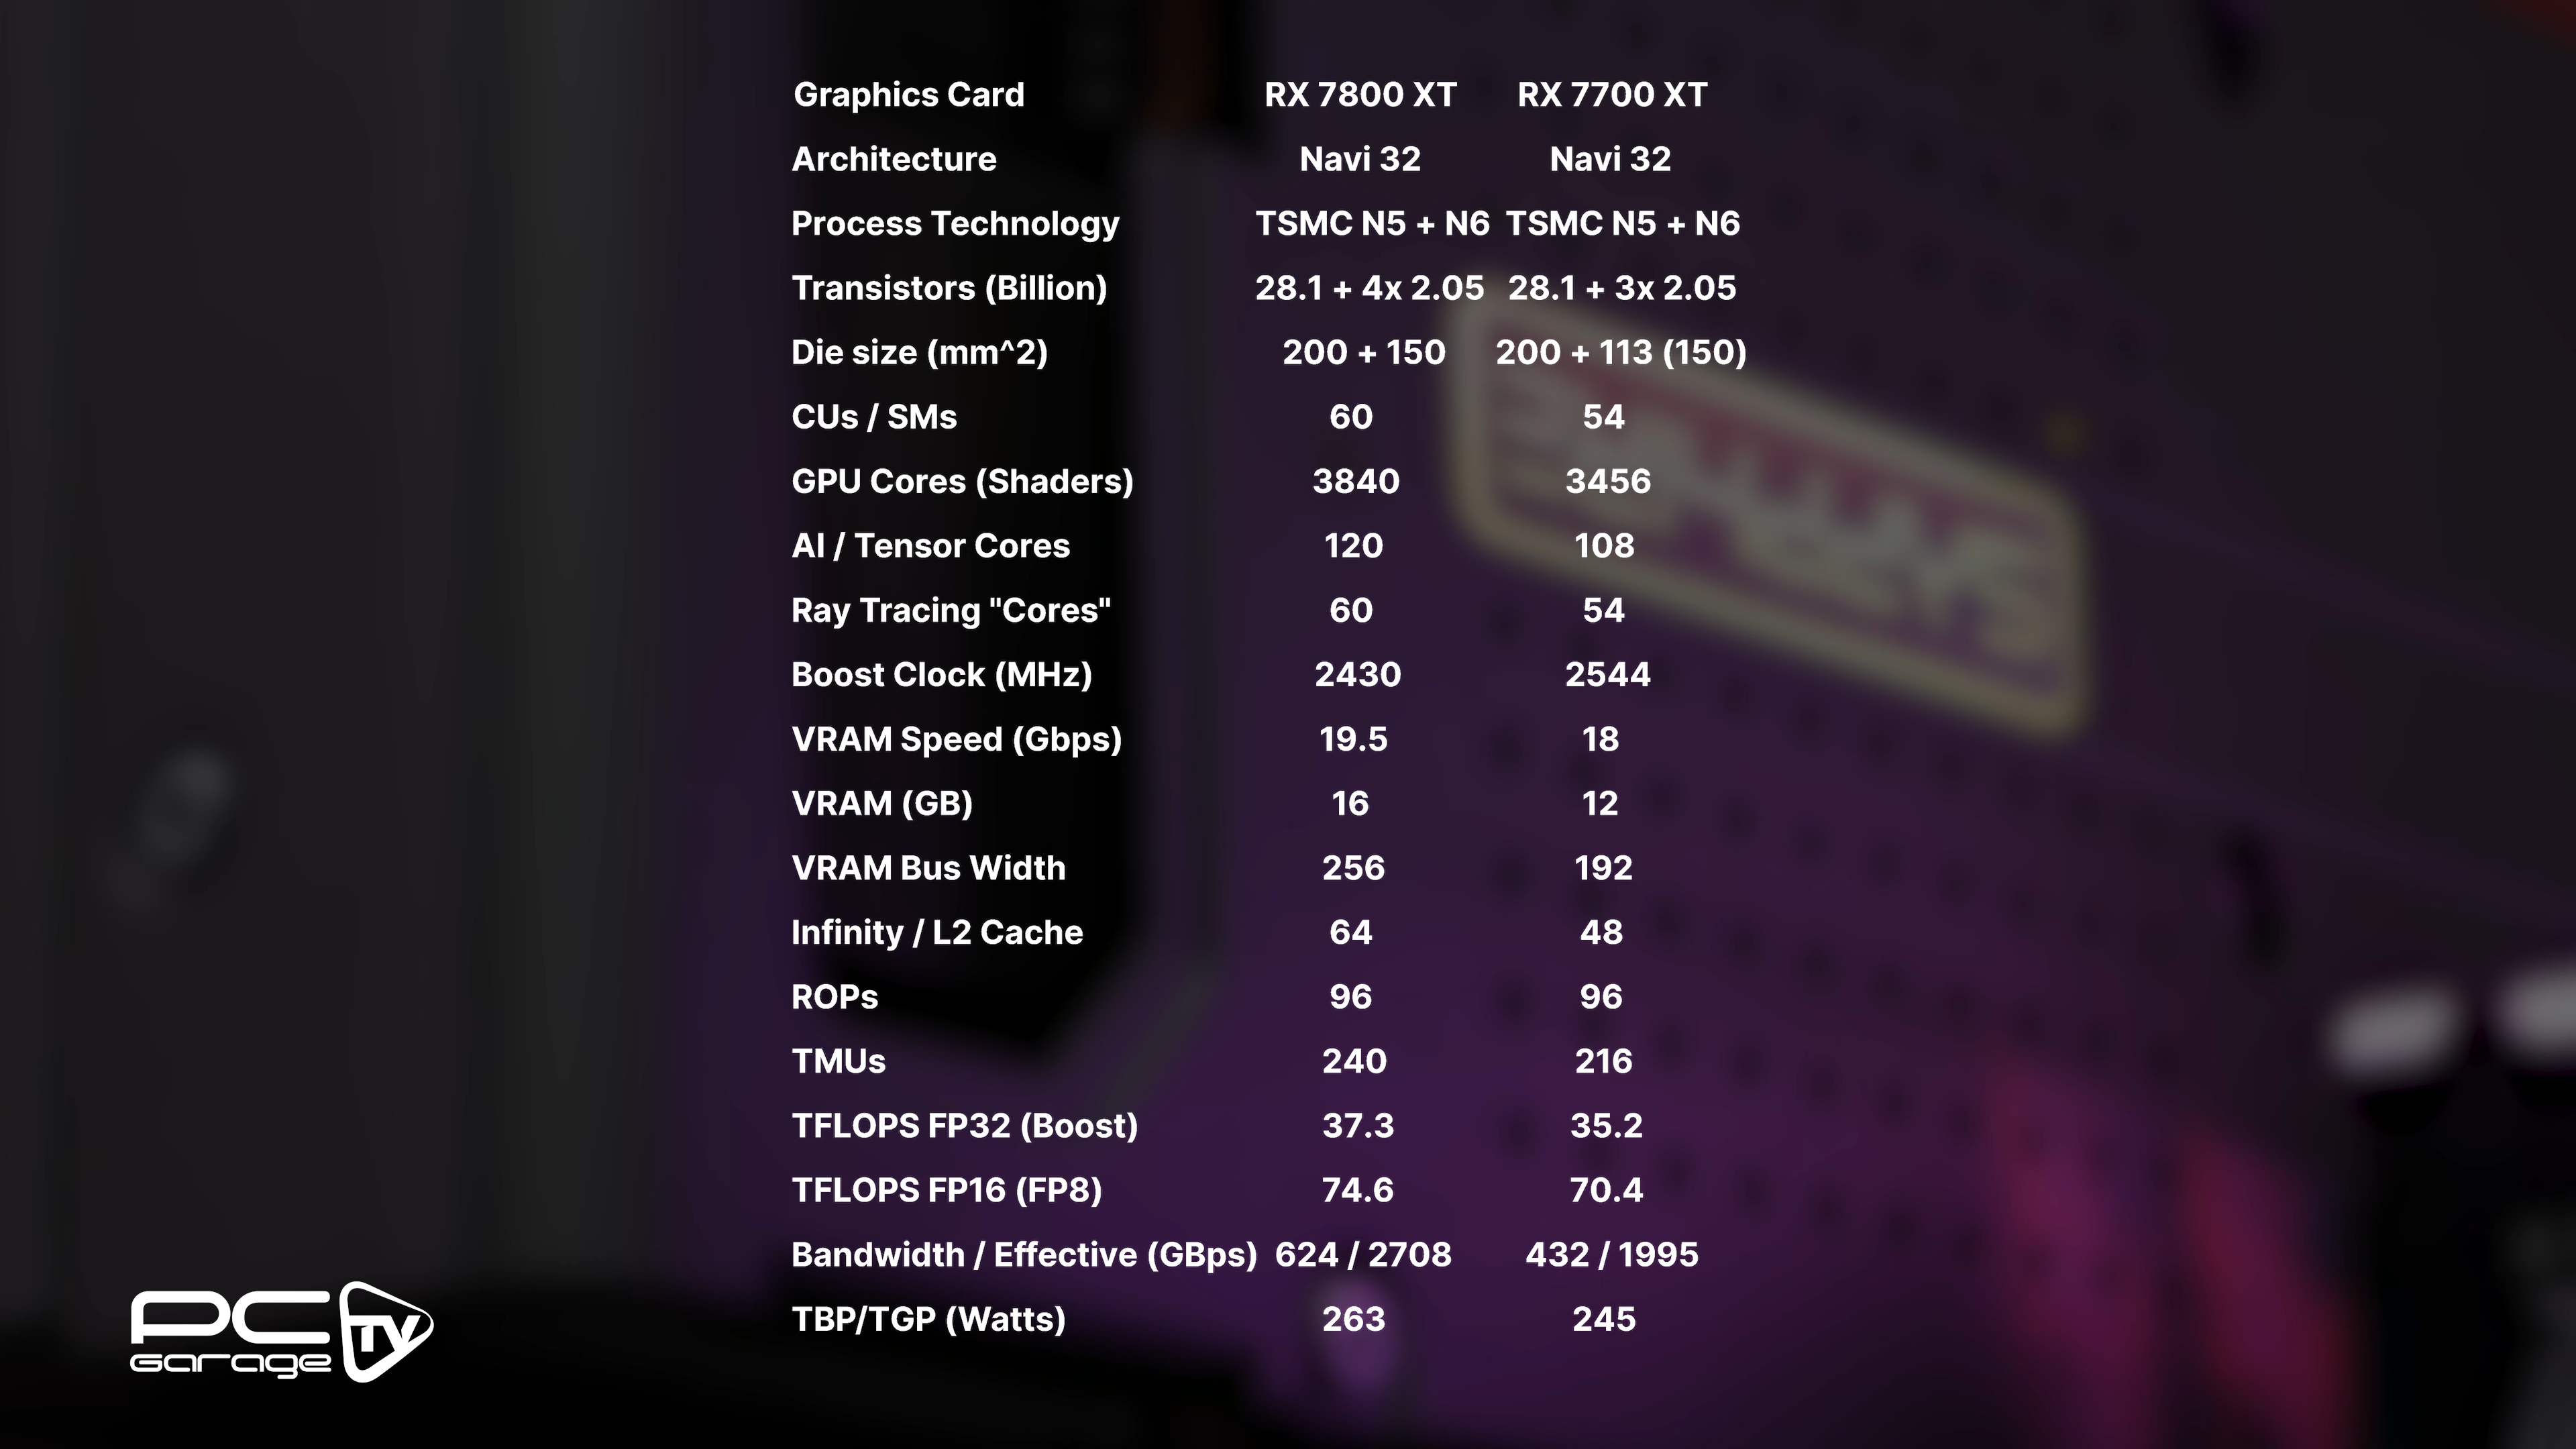 Graphics Card RX 7800 XT RX 7700 XT
Architecture Navi 32 Navi 32
Process Technology TSMC N5 + N6 TSMC N5 + N6
Transistors (Billion) 28.1 + 4x 2.05 28.1 + 3x 2.05
Die size (mm^2) 200 + 150 200 + 113 (150)
CUs / SMs 60 54
GPU Cores (Shaders) 3840 3456
AI / Tensor Cores 120 108
Ray Tracing "Cores" 60 54
Boost Clock (MHz) 2430 2544
VRAM Speed (Gbps) 19.5 18
VRAM (GB) 16 12
VRAM Bus Width 256 192
Infinity / L2 Cache 64 48
ROPs 96 96
TMUs 240 216
TFLOPS FP32 (Boost) 37.3 35.2
TFLOPS FP16 (FP8) 74.6 70.4
Bandwidth / Effective (GBps) 624 / 2708 432 / 1995
TBP/TGP (Watts) 263 245
PC TV
Garage